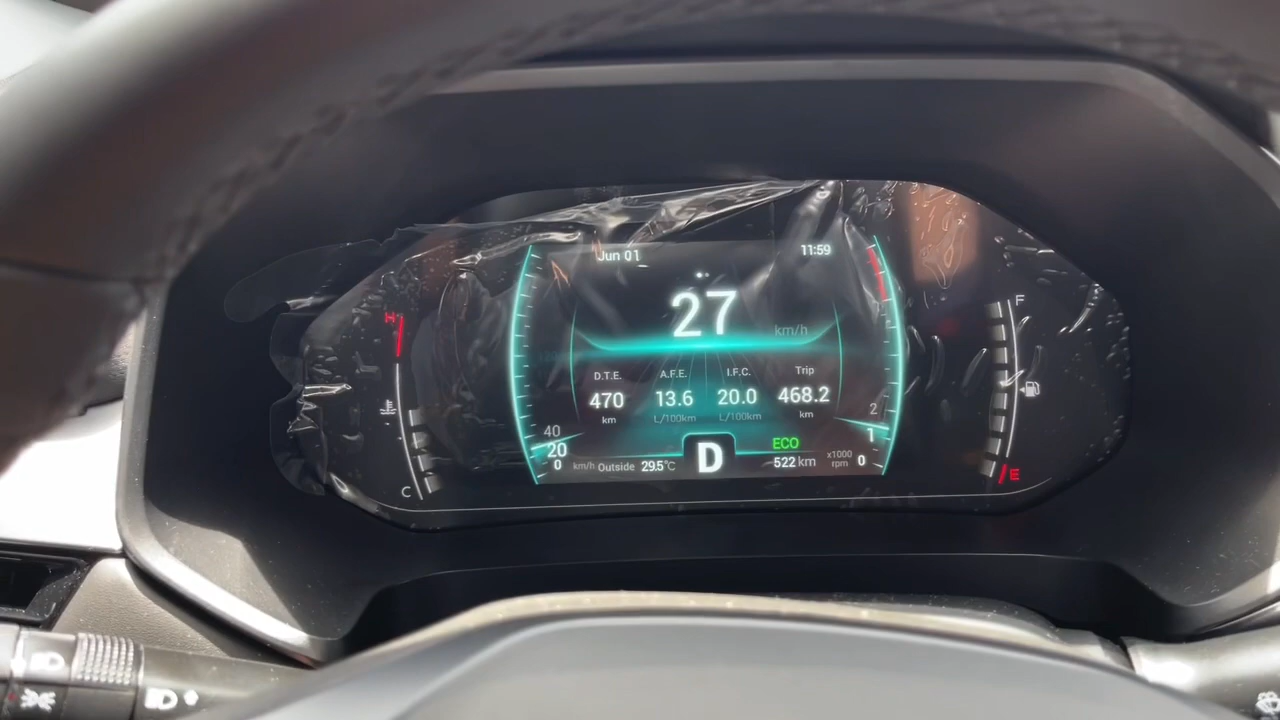 Jun 01 11:59
27 km/h
H
F
D.T.E. A.F.E. I.F.C. Trip
470 13.6 20.0 468.2
km L/100km L/100km km
40 2
20 D ECO 1
0 km/h Outside 29.5°C 522 km x1000 rpm 0
C
E